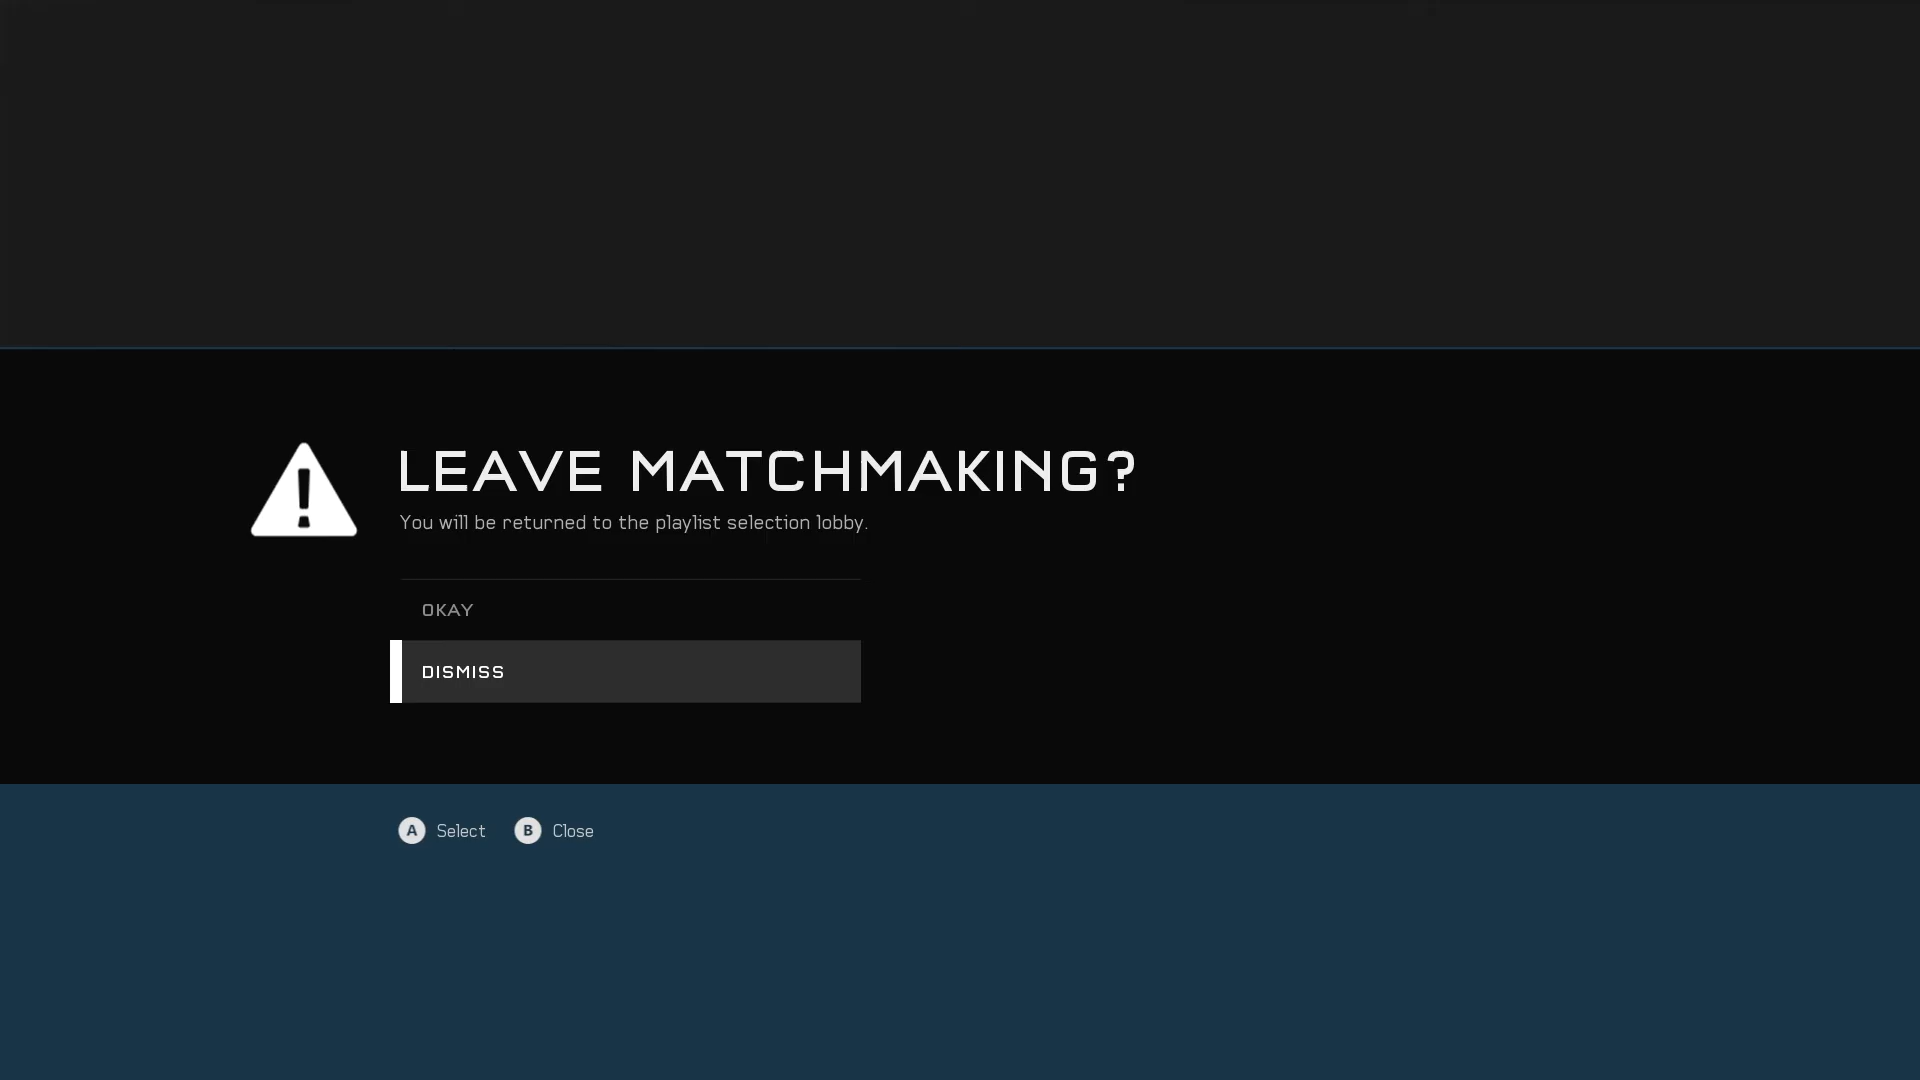 LEAVE MATCHMAKING?
You will be returned to the playlist selection lobby.
OKAY
DISMISS
A Select B Close